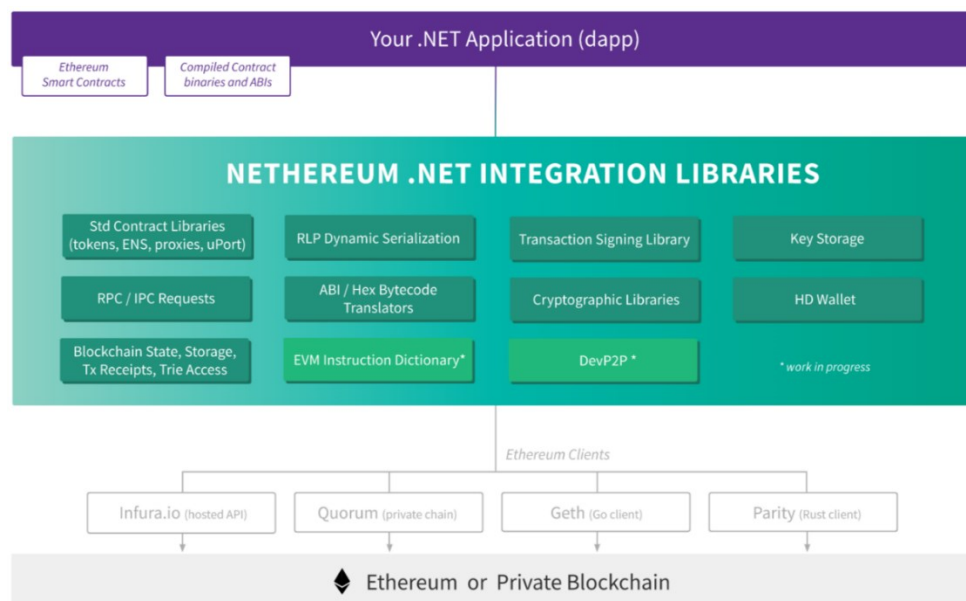 Your .NET Application (dapp)
Ethereum
Smart Contracts
Compiled Contract
binaries and ABIs
NETHEREUM .NET INTEGRATION LIBRARIES
Std Contract Libraries
(tokens, ENS, proxies, uPort)
RLP Dynamic Serialization
Transaction Signing Library
Key Storage
RPC / IPC Requests
ABI / Hex Bytecode
Translators
Cryptographic Libraries
HD Wallet
Blockchain State, Storage,
Tx Receipts, Trie Access
EVM Instruction Dictionary*
DevP2P *
* work in progress
Ethereum Clients
Infura.io (hosted API)
Quorum (private chain)
Geth (Go client)
Parity (Rust client)
Ethereum or Private Blockchain